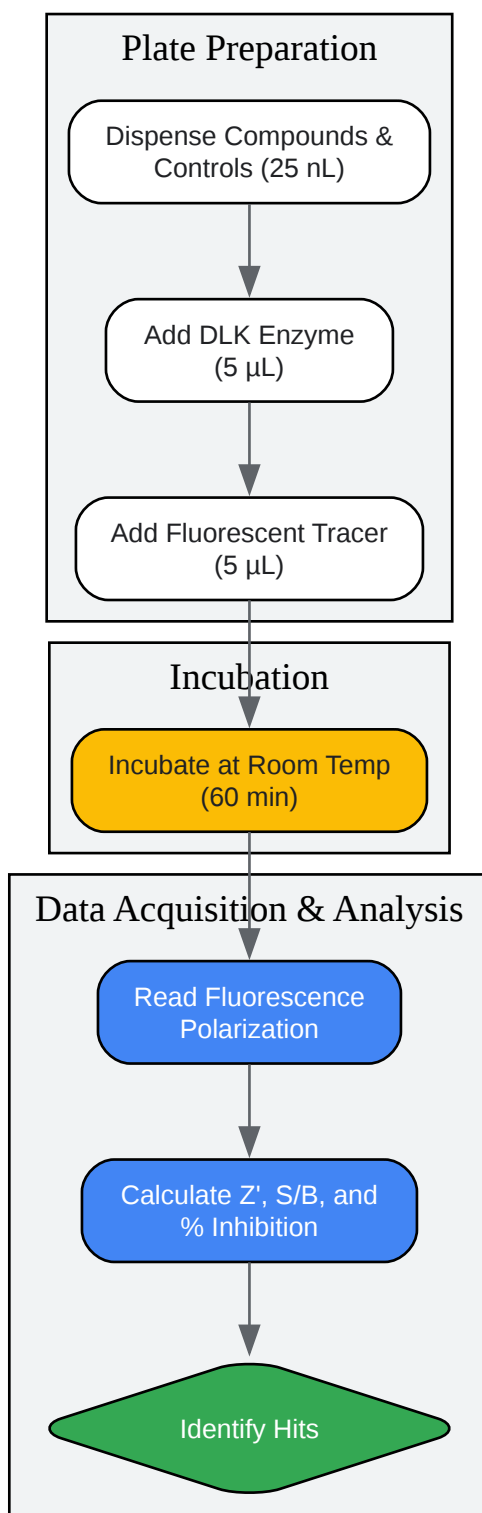 Plate Preparation
Dispense Compounds &
Controls (25 nL)
Add DLK Enzyme
(5 µL)
Add Fluorescent Tracer
(5 µL)
Incubation
Incubate at Room Temp
(60 min)
Data Acquisition & Analysis
Read Fluorescence
Polarization
Calculate Z', S/B, and
% Inhibition
Identify Hits